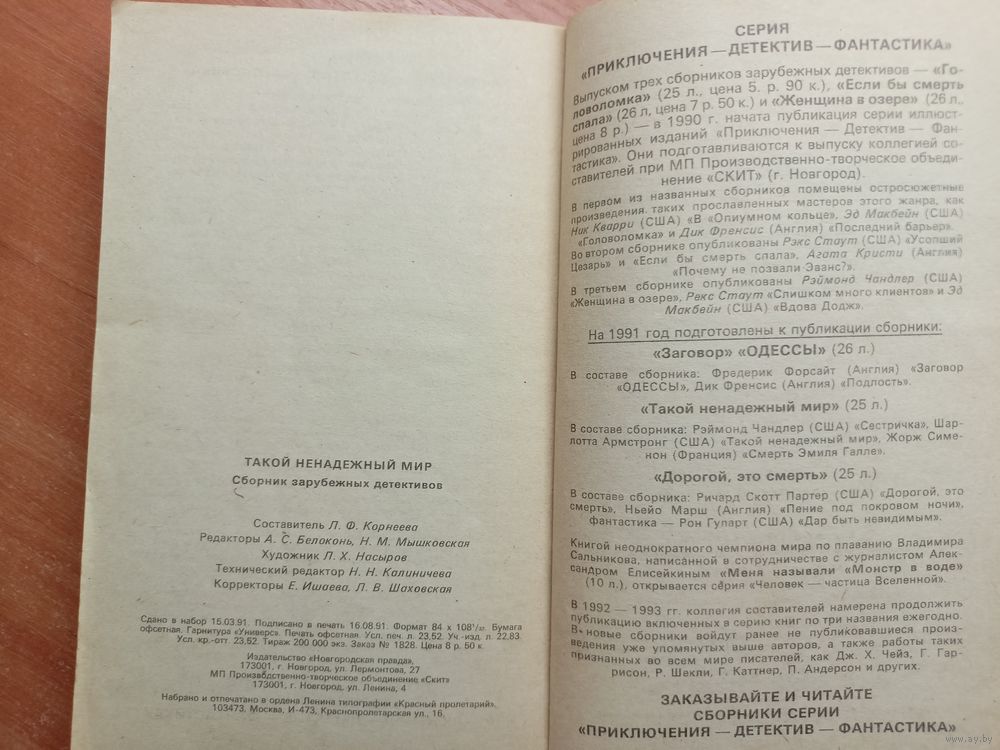 ТАКОЙ НЕНАДЕЖНЫЙ МИР
Сборник зарубежных детективов
Составитель Л. Ф. Корнеева
Редакторы А. С. Белоконь, Н. М. Мышковская
Художник Л. Х. Насыров
Технический редактор Н. Н. Калиничева
Корректоры Е. Ишаева, Л. В. Шаховская
Сдано в набор 15.03.91. Подписано в печать 16.08.91. Формат 84 х 108¹/₃₂. Бумага
офсетная. Гарнитура «Универс». Печать офсетная. Усл. печ. л. 23,52. Уч.-изд. л. 22.83.
Усл. кр.-отт. 23,52. Тираж 200 000 экз. Заказ № 1828. Цена 8 р. 50 к.
Издательство «Новгородская правда»,
173001, г. Новгород, ул. Лермонтова, 27
МП Производственно-творческое объединение «Скит»
173001, г. Новгород, ул. Ленина, 4
Набрано и отпечатано в ордена Ленина типографии «Красный пролетарий».
103473, Москва, И-473, Краснопролетарская ул., 16.
СЕРИЯ
«ПРИКЛЮЧЕНИЯ — ДЕТЕКТИВ — ФАНТАСТИКА»
Выпуском трех сборников зарубежных детективов — «Го-
ловоломка» (25 л., цена 5. р. 90 к.), «Если бы смерть
спала» (26 л, цена 7 р. 50 к.) и «Женщина в озере» (26 л.,
цена 8 р.) — в 1990 г. начата публикация серии иллюст-
рированных изданий «Приключения — Детектив — Фан-
тастика». Они подготавливаются к выпуску коллегией со-
ставителей при МП Производственно-творческое объеди-
нение «СКИТ» (г. Новгород).
В первом из названных сборников помещены остросюжетные
произведения таких прославленных мастеров этого жанра, как
Ник Кварри (США) «В «Опиумном кольце», Эд Макбейн (США)
«Головоломка» и Дик Френсис (Англия) «Последний барьер».
Во втором сборнике опубликованы Рэкс Стаут (США) «Усопший
Цезарь» и «Если бы смерть спала», Агата Кристи (Англия)
«Почему не позвали Эванс?».
В третьем сборнике опубликованы Рэймонд Чандлер (США)
«Женщина в озере», Рекс Стаут «Слишком много клиентов» и Эд
Макбейн (США) «Вдова Додж».
На 1991 год подготовлены к публикации сборники:
«Заговор» «ОДЕССЫ» (26 л.)
В составе сборника: Фредерик Форсайт (Англия) «Заговор
«ОДЕССЫ», Дик Френсис (Англия) «Подлость».
«Такой ненадежный мир» (25 л.)
В составе сборника: Рэймонд Чандлер (США) «Сестричка», Шар-
лотта Армстронг (США) «Такой ненадежный мир», Жорж Симе-
нон (Франция) «Смерть Эмиля Галле».
«Дорогой, это смерть» (25 л.)
В составе сборника: Ричард Скотт Партер (США) «Дорогой, это
смерть», Ньейо Марш (Англия) «Пение под покровом ночи»,
Фантастика — Рон Гупарт (США) «Дар быть невидимым».
Книгой неоднократного чемпиона мира по плаванию Владимира
Сальникова, написанной в сотрудничестве с журналистом Алек-
сандром Елисейкиным «Меня называли «Монстр в воде»
(10 л.), открывается серия «Человек — частица Вселенной».
В 1992 — 1993 гг. коллегия составителей намерена продолжить
публикацию включенных в серию книг по три названия ежегодно.
В новые сборники войдут ранее не публиковавшиеся произ-
ведения уже упомянутых выше авторов, а также работы таких
признанных во всем мире писателей, как Дж. Х. Чейз, Г. Гар-
рисон, Р. Шекли, Г. Каттнер, П. Андерсон и других.
ЗАКАЗЫВАЙТЕ И ЧИТАЙТЕ
СБОРНИКИ СЕРИИ
«ПРИКЛЮЧЕНИЯ — ДЕТЕКТИВ — ФАНТАСТИКА»
www.ay.by